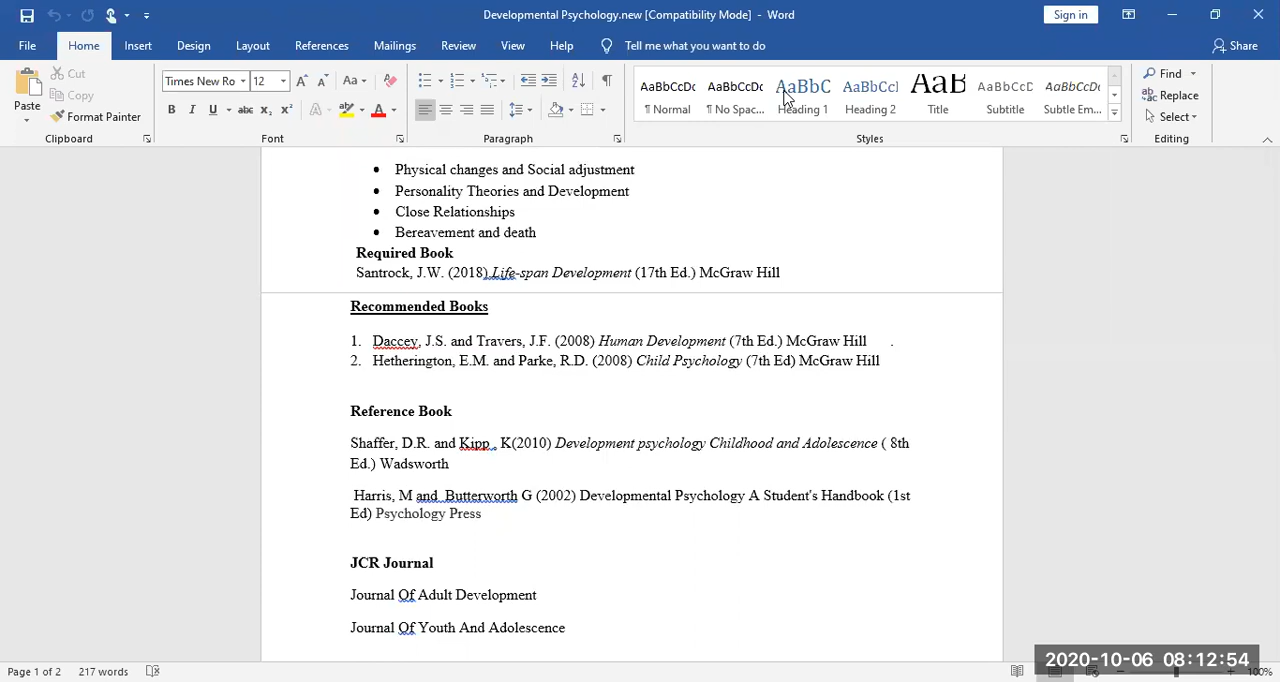 Developmental Psychology.new [Compatibility Mode] - Word
Sign in
File Home Insert Design Layout References Mailings Review View Help Tell me what you want to do Share
Cut
Copy
Paste
Format Painter
Times New Ro 12
Aa
B I U abc x₂ x²
AaBbCcDc AaBbCcDc AaBbC AaBbCcI AaB AaBbCcD AaBbCcDc
¶ Normal ¶ No Spac... Heading 1 Heading 2 Title Subtitle Subtle Em...
Find
Replace
Select
Clipboard Font Paragraph Styles Editing
• Physical changes and Social adjustment
• Personality Theories and Development
• Close Relationships
• Bereavement and death
Required Book
Santrock, J.W. (2018) Life-span Development (17th Ed.) McGraw Hill
Recommended Books
1. Daccey, J.S. and Travers, J.F. (2008) Human Development (7th Ed.) McGraw Hill .
2. Hetherington, E.M. and Parke, R.D. (2008) Child Psychology (7th Ed) McGraw Hill
Reference Book
Shaffer, D.R. and Kipp , K(2010) Development psychology Childhood and Adolescence ( 8th
Ed.) Wadsworth
Harris, M and Butterworth G (2002) Developmental Psychology A Student's Handbook (1st
Ed) Psychology Press
JCR Journal
Journal Of Adult Development
Journal Of Youth And Adolescence
Page 1 of 2 217 words 100%
2020-10-06 08:12:54